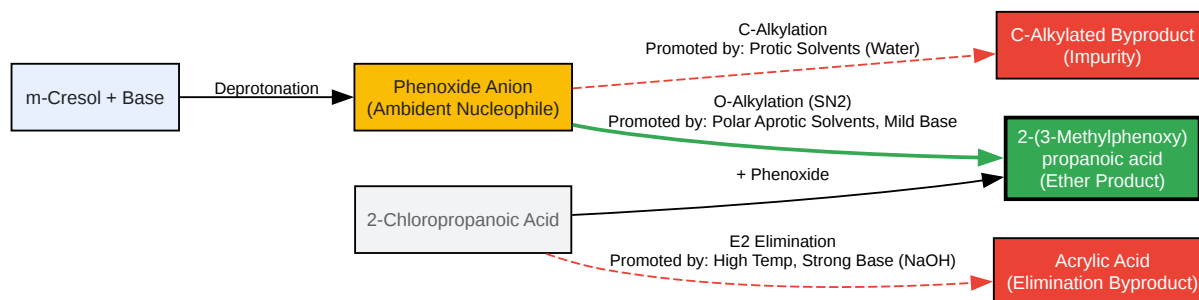 m-Cresol + Base
Deprotonation
Phenoxide Anion
(Ambident Nucleophile)
C-Alkylation
Promoted by: Protic Solvents (Water)
C-Alkylated Byproduct
(Impurity)
O-Alkylation (SN2)
Promoted by: Polar Aprotic Solvents, Mild Base
2-(3-Methylphenoxy)
propanoic acid
(Ether Product)
+ Phenoxide
2-Chloropropanoic Acid
E2 Elimination
Promoted by: High Temp, Strong Base (NaOH)
Acrylic Acid
(Elimination Byproduct)